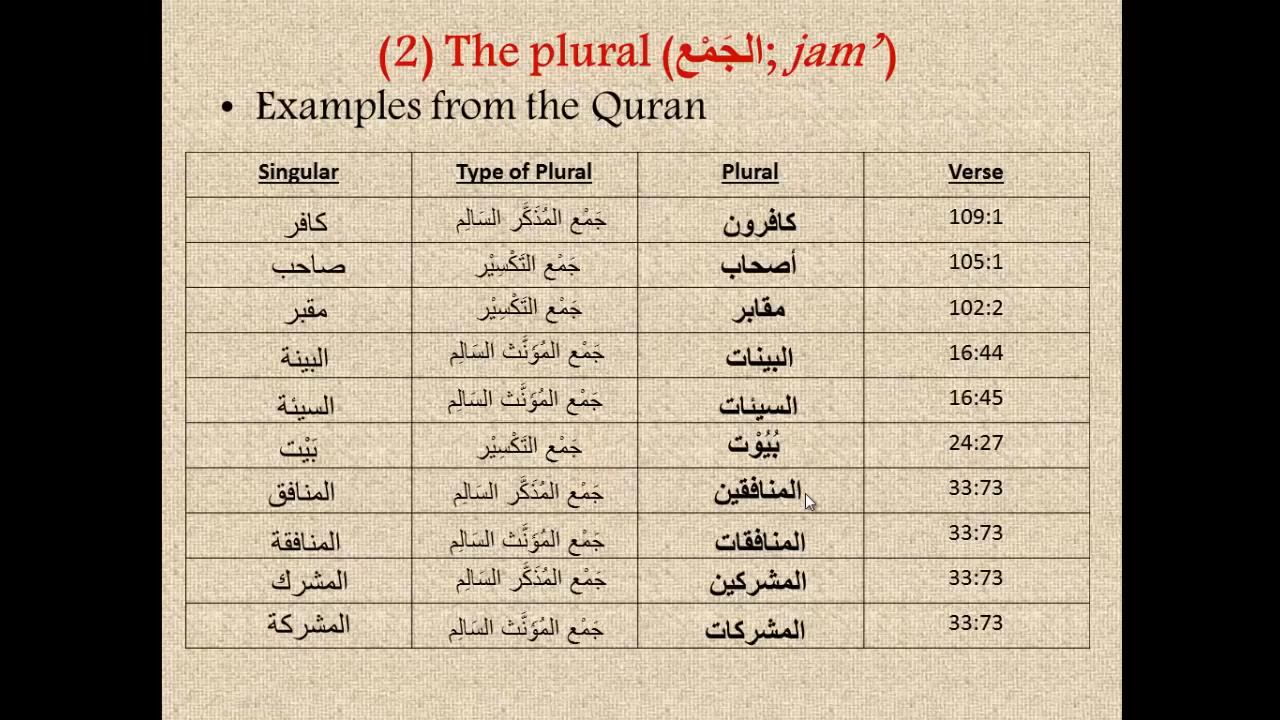 (2) The plural (الجَمْع; jam’)
• Examples from the Quran
Singular Type of Plural Plural Verse
كافر جَمْع المُذَكَّر السَالِم كافرون 109:1
صاحب جَمْع التَكْسِيْر أصحاب 105:1
مقبر جَمْع التَكْسِيْر مقابر 102:2
البينة جَمْع المُؤَنَّث السَالِم البينات 16:44
السيئة جَمْع المُؤَنَّث السَالِم السيئات 16:45
بَيْت جَمْع التَكْسِيْر بُيُوْت 24:27
المنافق جَمْع المُذَكَّر السَالِم المنافقين 33:73
المنافقة جَمْع المُؤَنَّث السَالِم المنافقات 33:73
المشرك جَمْع المُذَكَّر السَالِم المشركين 33:73
المشركة جَمْع المُؤَنَّث السَالِم المشركات 33:73